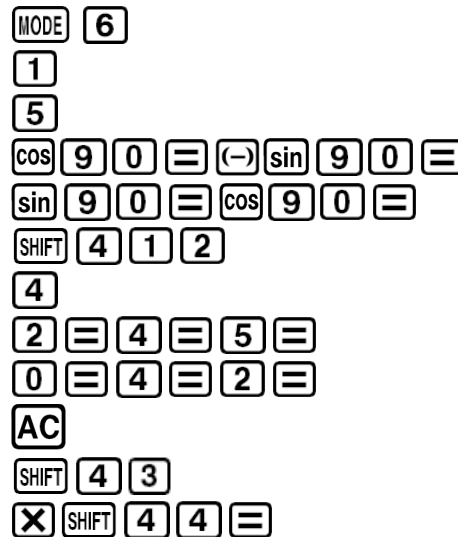 MODE 6
1
5
cos 9 0 = (−) sin 9 0 =
sin 9 0 = cos 9 0 =
SHIFT 4 1 2
4
2 = 4 = 5 =
0 = 4 = 2 =
AC
SHIFT 4 3
× SHIFT 4 4 =